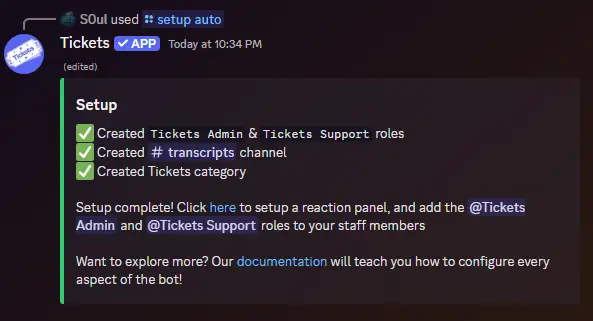 S0ul used setup auto
Tickets
Tickets ✓ APP Today at 10:34 PM
(edited)
Setup
✅ Created Tickets Admin & Tickets Support roles
✅ Created # transcripts channel
✅ Created Tickets category
Setup complete! Click here to setup a reaction panel, and add the @Tickets
Admin and @Tickets Support roles to your staff members
Want to explore more? Our documentation will teach you how to configure every
aspect of the bot!